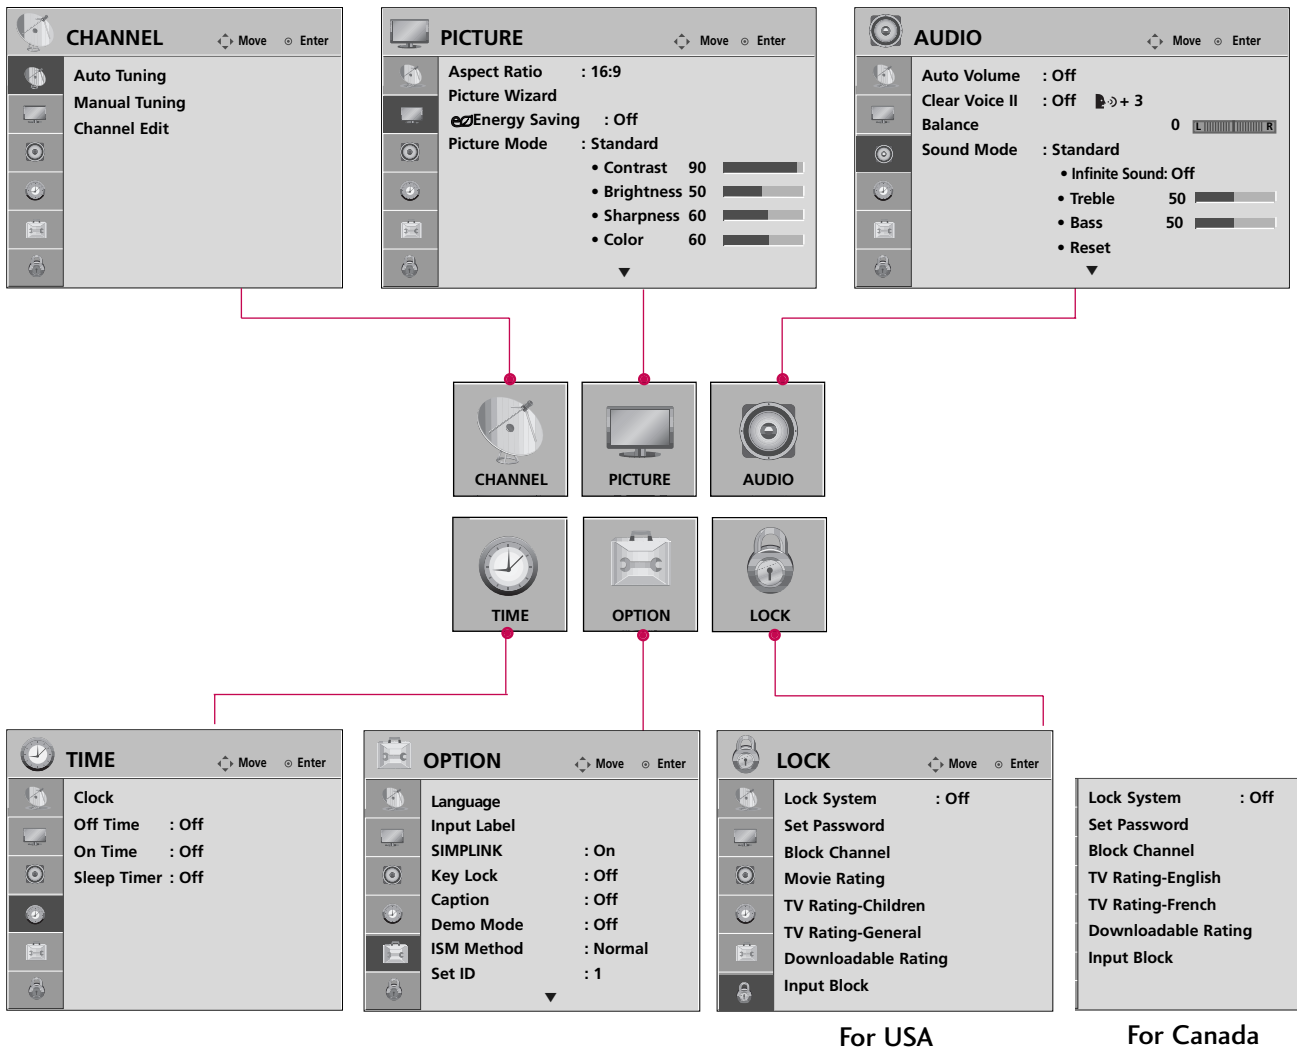 CHANNEL Move Enter
Auto Tuning
Manual Tuning
Channel Edit
PICTURE Move Enter
Aspect Ratio : 16:9
Picture Wizard
Energy Saving : Off
Picture Mode : Standard
• Contrast 90
• Brightness 50
• Sharpness 60
• Color 60
AUDIO Move Enter
Auto Volume : Off
Clear Voice II : Off + 3
Balance 0 L R
Sound Mode : Standard
• Infinite Sound: Off
• Treble 50
• Bass 50
• Reset
CHANNEL
PICTURE
AUDIO
TIME
OPTION
LOCK
TIME Move Enter
Clock
Off Time : Off
On Time : Off
Sleep Timer : Off
OPTION Move Enter
Language
Input Label
SIMPLINK : On
Key Lock : Off
Caption : Off
Demo Mode : Off
ISM Method : Normal
Set ID : 1
LOCK Move Enter
Lock System : Off
Set Password
Block Channel
Movie Rating
TV Rating-Children
TV Rating-General
Downloadable Rating
Input Block
For USA
Lock System : Off
Set Password
Block Channel
TV Rating-English
TV Rating-French
Downloadable Rating
Input Block
For Canada